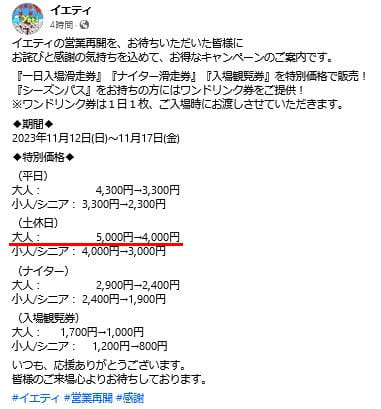 イエティ
4時間·
イエティの営業再開を、お待ちいただいた皆様に
お詫びと感謝の気持ちを込めて、お得なキャンペーンのご案内です。
『一日入場滑走券』『ナイター滑走券』『入場観覧券』を特別価格で販売！
『シーズンパス』をお持ちの方にはワンドリンク券をご提供！
※ワンドリンク券は１日１枚、ご入場時にお渡しさせていただきます。
◆期間◆
2023年11月12日(日)～11月17日(金)
◆特別価格◆
（平日）
大人： 4,300円→3,300円
小人/シニア： 3,300円→2,300円
（土休日）
大人： 5,000円→4,000円
小人/シニア： 4,000円→3,000円
（ナイター）
大人： 2,900円→2,400円
小人/シニア： 2,400円→1,900円
（入場観覧券）
大人： 1,700円→1,000円
小人/シニア： 1,200円→800円
いつも、応援ありがとうございます。
皆様のご来場心よりお待ちしております。
#イエティ #営業再開 #感謝